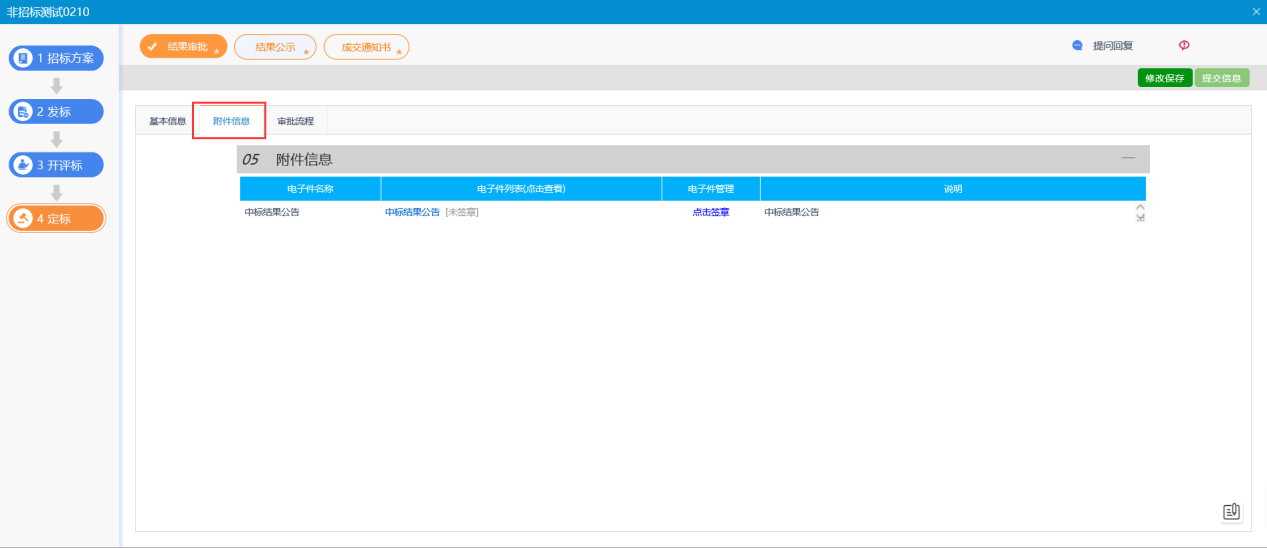 非招标测试0210
1 招标方案
2 发标
3 开评标
4 定标
结果审批
结果公示
成交通知书
提问回复
修改保存 提交信息
基本信息 附件信息 审批流程
05 附件信息
电子件名称 电子件列表(点击查看) 电子件管理 说明
中标结果公告 中标结果公告 [未签章] 点击签章 中标结果公告